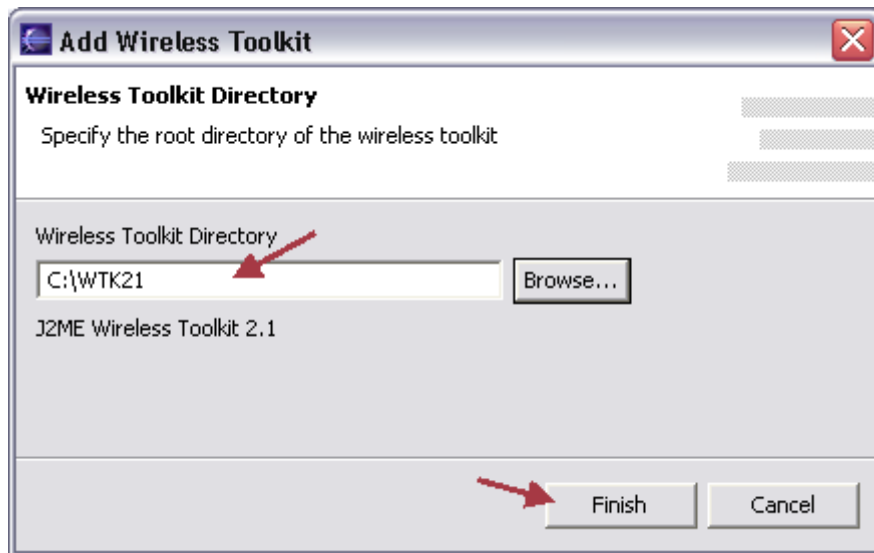 Add Wireless Toolkit
Wireless Toolkit Directory
Specify the root directory of the wireless toolkit
Wireless Toolkit Directory
C:\WTK21
Browse...
J2ME Wireless Toolkit 2.1
Finish
Cancel